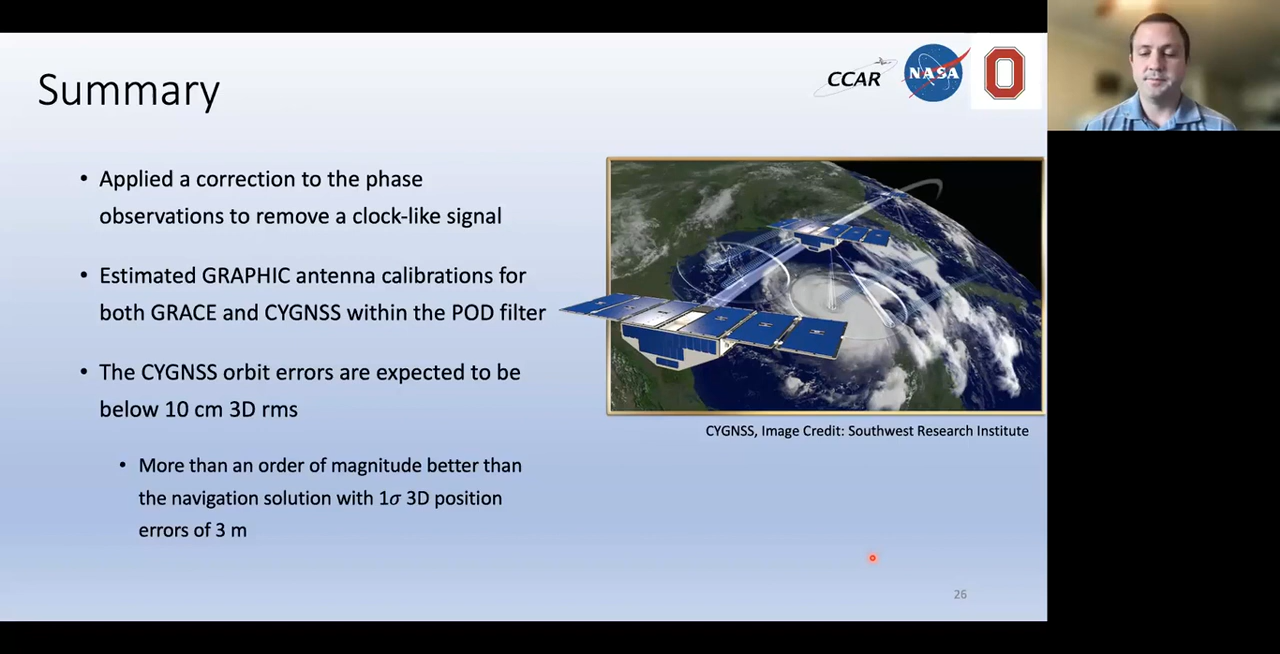 Summary
CCAR
NASA
O
• Applied a correction to the phase
observations to remove a clock-like signal
• Estimated GRAPHIC antenna calibrations for
both GRACE and CYGNSS within the POD filter
• The CYGNSS orbit errors are expected to be
below 10 cm 3D rms
• More than an order of magnitude better than
the navigation solution with 1σ 3D position
errors of 3 m
CYGNSS, Image Credit: Southwest Research Institute
26